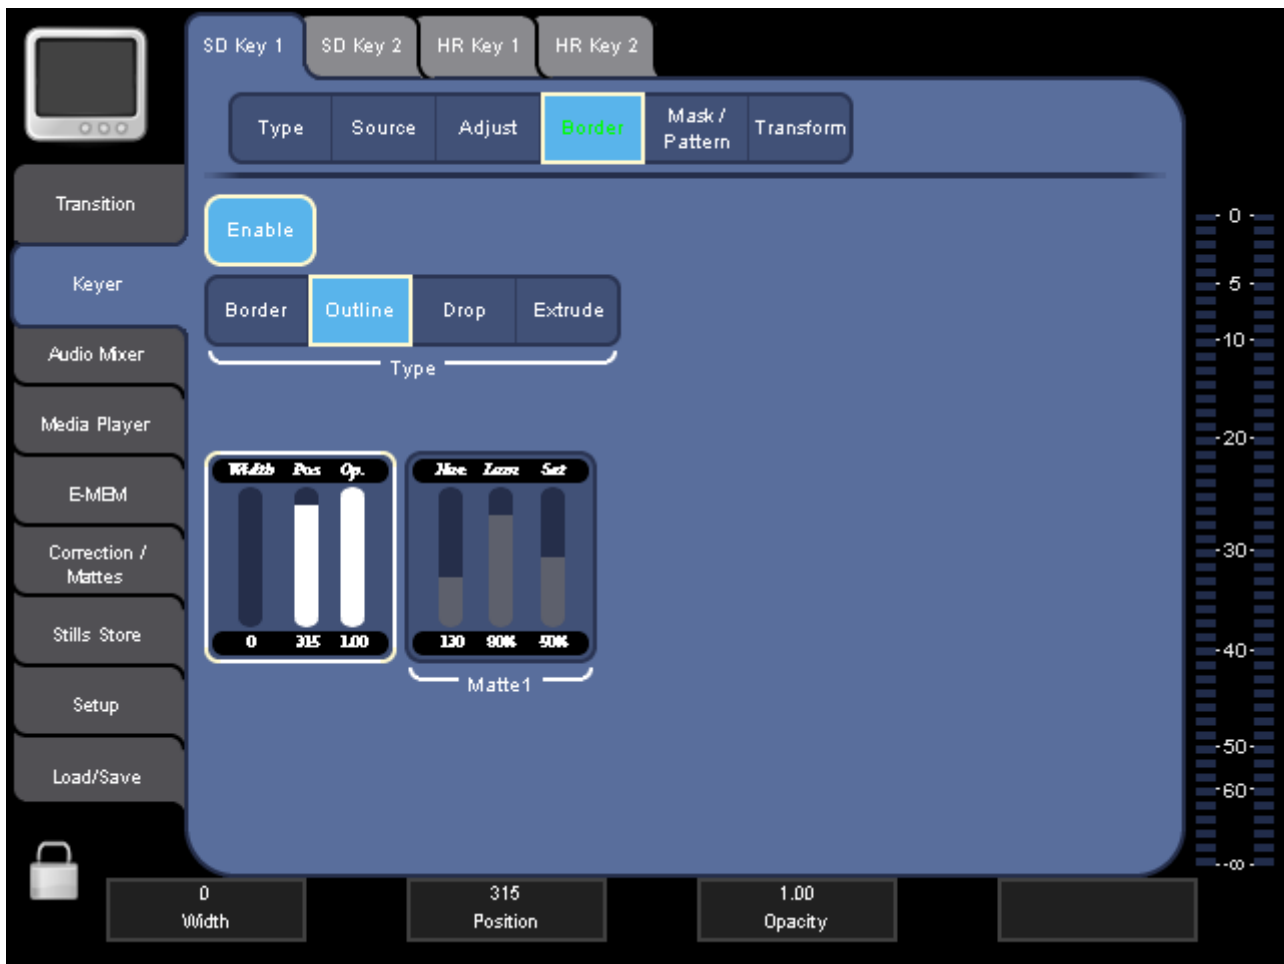 SD Key 1
SD Key 2
HR Key 1
HR Key 2
Type
Source
Adjust
Border
Mask /
Pattern
Transform
Transition
Keyer
Audio Mixer
Media Player
E-MEM
Correction /
Mattes
Stills Store
Setup
Load/Save
Enable
Border
Outline
Drop
Extrude
Type
Width Pos Op.
0 315 1.00
Hue Lum Sat
130 90% 50%
Matte1
- 0 -
- 5 -
-10-
-20-
-30-
-40-
-50-
-60-
--∞ -
0
Width
315
Position
1.00
Opacity